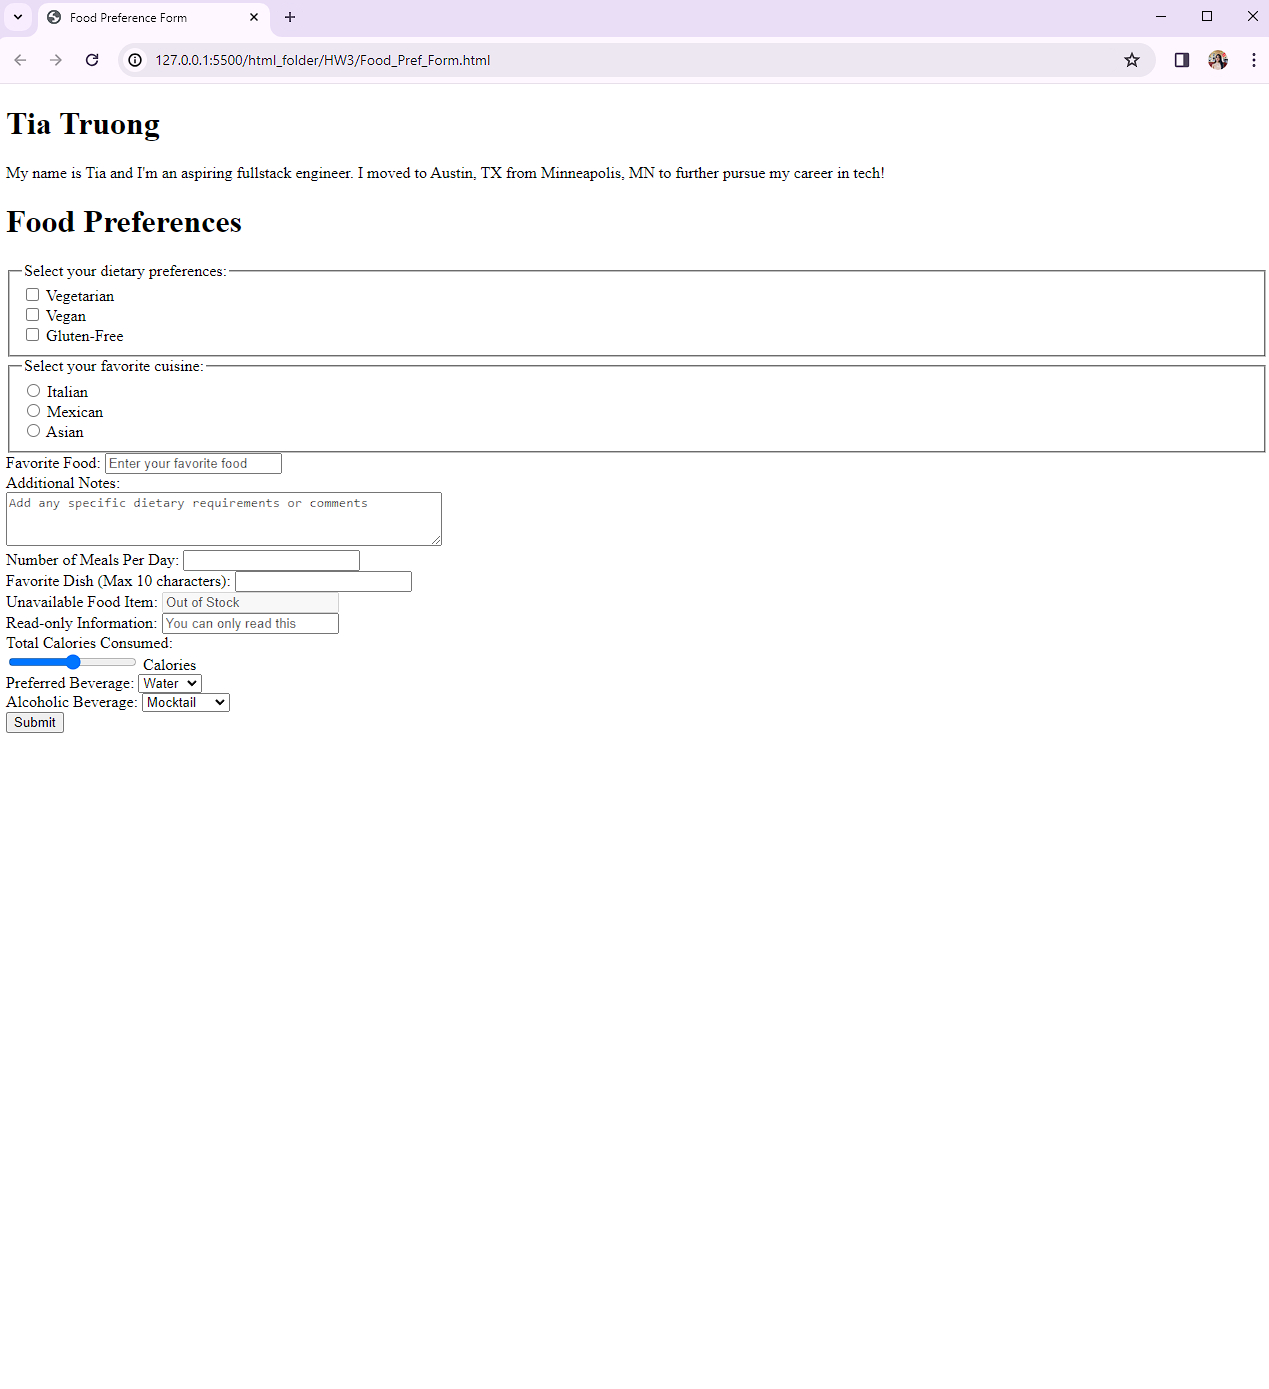 Food Preference Form
127.0.0.1:5500/html_folder/HW3/Food_Pref_Form.html
Tia Truong
My name is Tia and I'm an aspiring fullstack engineer. I moved to Austin, TX from Minneapolis, MN to further pursue my career in tech!
Food Preferences
Select your dietary preferences:
Vegetarian
Vegan
Gluten-Free
Select your favorite cuisine:
Italian
Mexican
Asian
Favorite Food: Enter your favorite food
Additional Notes:
Add any specific dietary requirements or comments
Number of Meals Per Day:
Favorite Dish (Max 10 characters):
Unavailable Food Item: Out of Stock
Read-only Information: You can only read this
Total Calories Consumed:
Calories
Preferred Beverage: Water
Alcoholic Beverage: Mocktail
Submit